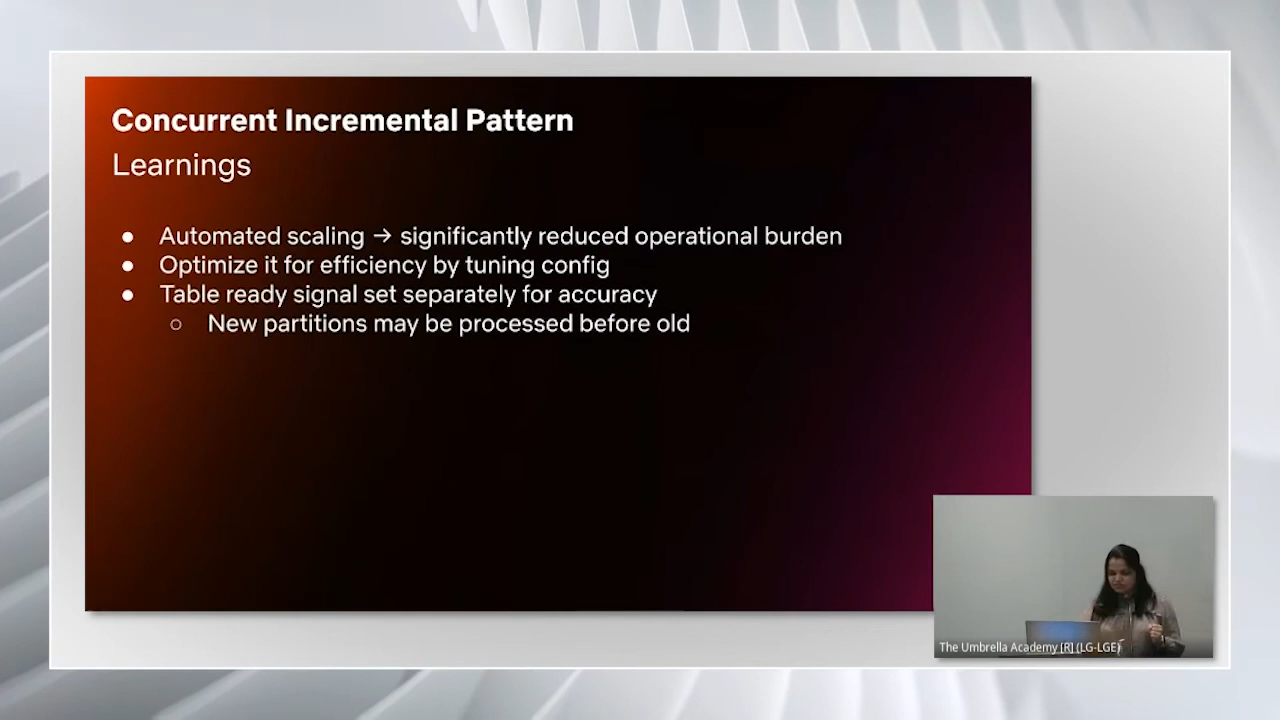 Concurrent Incremental Pattern
Learnings
● Automated scaling → significantly reduced operational burden
● Optimize it for efficiency by tuning config
● Table ready signal set separately for accuracy
○ New partitions may be processed before old
The Umbrella Academy [R] (LG-LGE)